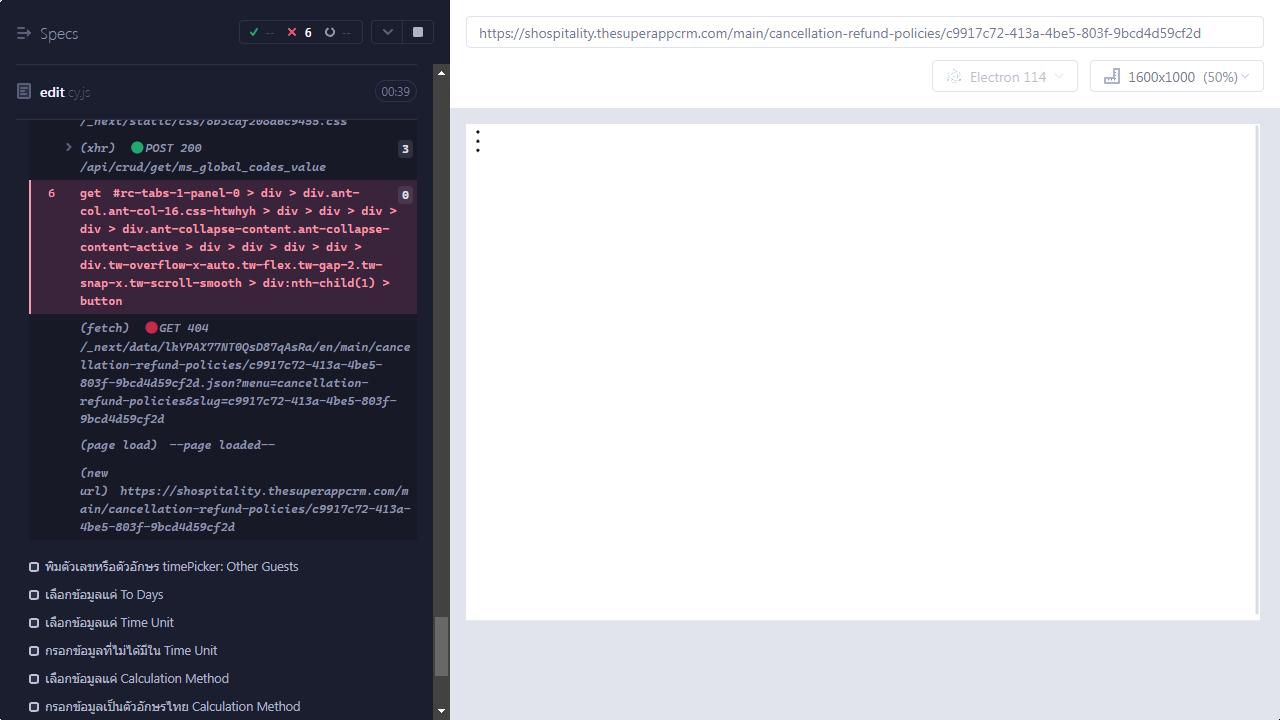 Specs
-- 6 --
edit cy.js
00:39
/_next/static/css/8b3caf208a6c9455.css
(xhr) POST 200
3
/api/crud/get/ms_global_codes_value
6 get #rc-tabs-1-panel-0 > div > div.ant-
0
col.ant-col-16.css-htwhyh > div > div > div >
div > div.ant-collapse-content.ant-collapse-
content-active > div > div > div > div >
div.tw-overflow-x-auto.tw-flex.tw-gap-2.tw-
snap-x.tw-scroll-smooth > div:nth-child(1) >
button
(fetch) GET 404
/_next/data/lkYPAX77NT0QsD87qAsRa/en/main/cance
llation-refund-policies/c9917c72-413a-4be5-
803f-9bcd4d59cf2d.json?menu=cancellation-
refund-policies&slug=c9917c72-413a-4be5-803f-
9bcd4d59cf2d
(page load) --page loaded--
(new
url) https://shospitality.thesuperappcrm.com/m
ain/cancellation-refund-policies/c9917c72-413a-
4be5-803f-9bcd4d59cf2d
พิมตัวเลขหรือตัวอักษร timePicker: Other Guests
เลือกข้อมูลแค่ To Days
เลือกข้อมูลแค่ Time Unit
กรอกข้อมูลที่ไม่ได้มีใน Time Unit
เลือกข้อมูลแค่ Calculation Method
กรอกข้อมูลเป็นตัวอักษรไทย Calculation Method
https://shospitality.thesuperappcrm.com/main/cancellation-refund-policies/c9917c72-413a-4be5-803f-9bcd4d59cf2d
Electron 114
1600x1000 (50%)